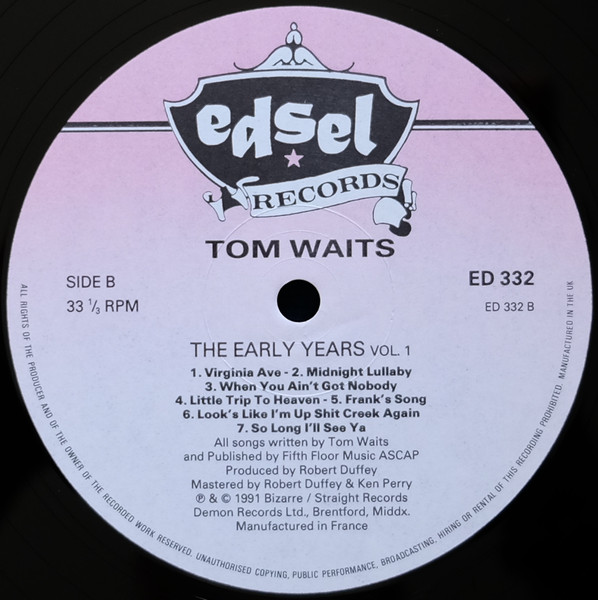 edsel
RECORDS
TOM WAITS
SIDE B
33 1/3 RPM
ED 332
ED 332 B
THE EARLY YEARS VOL. 1
1. Virginia Ave - 2. Midnight Lullaby
3. When You Ain't Got Nobody
4. Little Trip To Heaven - 5. Frank's Song
6. Look's Like I'm Up Shit Creek Again
7. So Long I'll See Ya
All songs written by Tom Waits
and Published by Fifth Floor Music ASCAP
Produced by Robert Duffey
Mastered by Robert Duffey & Ken Perry
℗ & © 1991 Bizarre / Straight Records
Demon Records Ltd., Brentford, Middx.
Manufactured in France
ALL RIGHTS OF THE PRODUCER AND OF THE OWNER OF THE RECORDED WORK RESERVED. UNAUTHORISED COPYING, PUBLIC PERFORMANCE, BROADCASTING, HIRING OR RENTAL OF THIS RECORDING PROHIBITED. MANUFACTURED IN THE UK